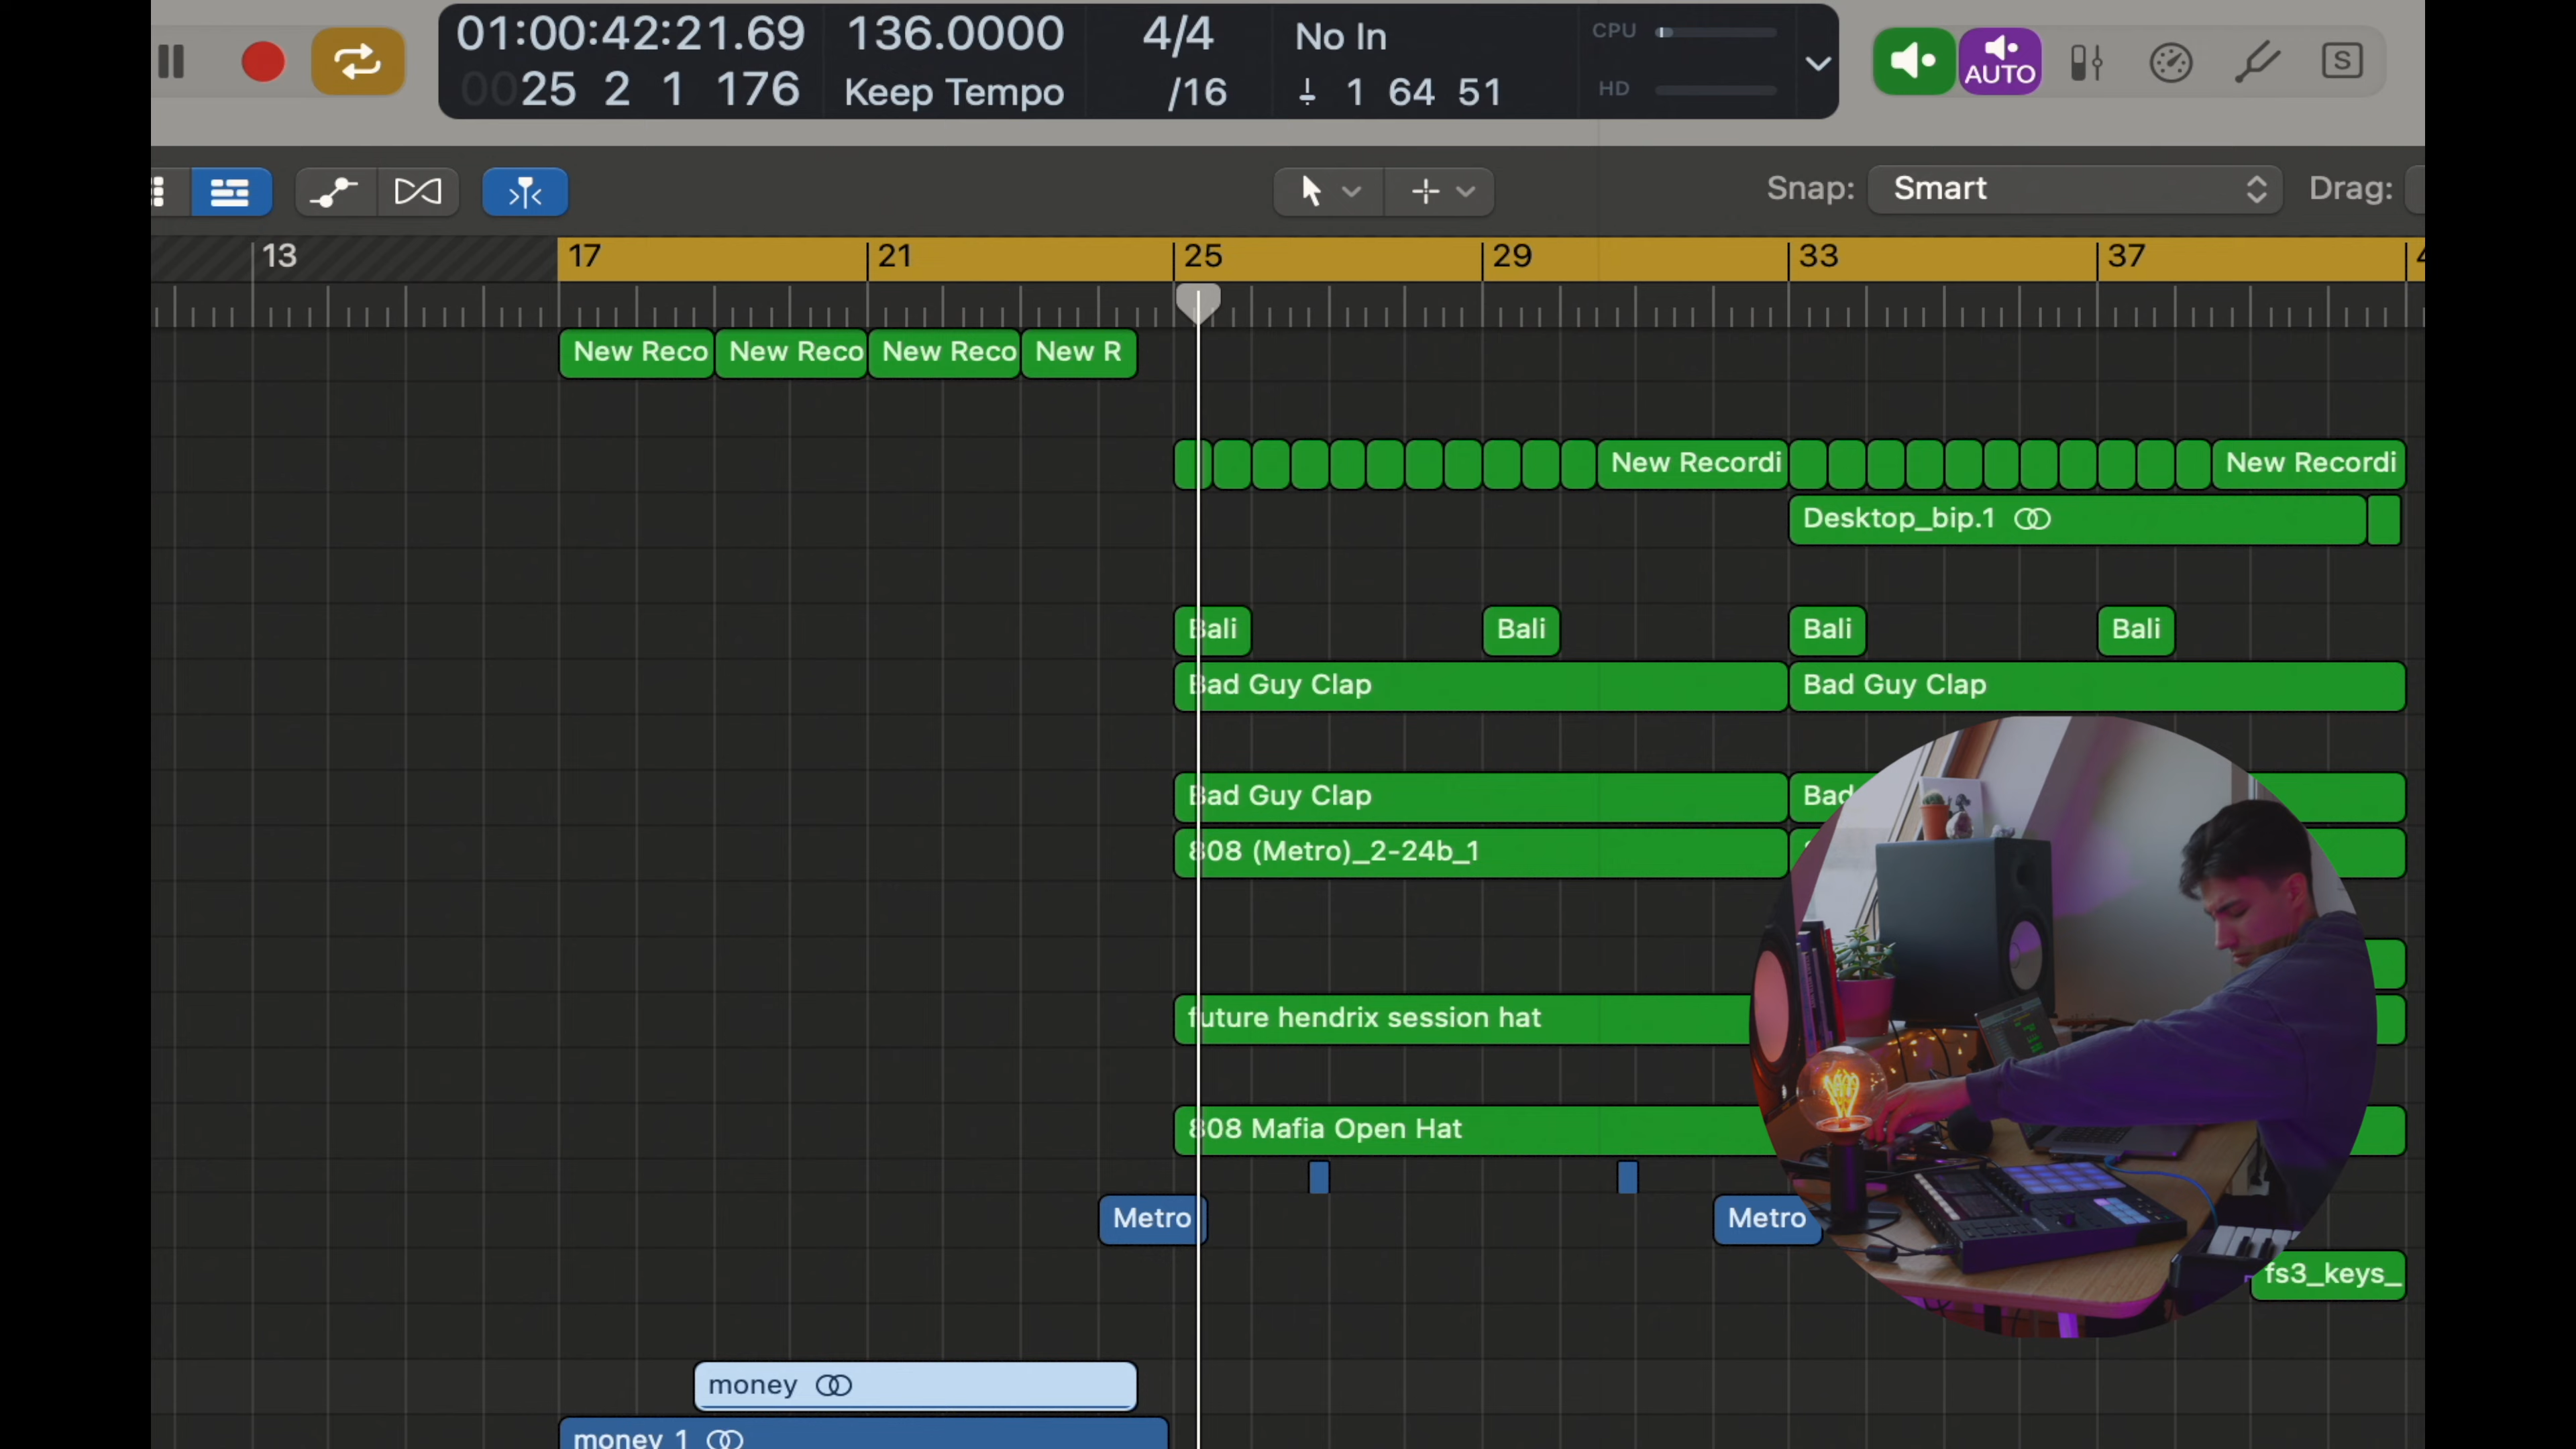 01:00:42:21.69 136.0000 4/4 No In CPU
0025 2 1 176 Keep Tempo /16 1 64 51 HD
AUTO
S
Snap: Smart Drag:
13 17 21 25 29 33 37
New Reco New Reco New Reco New R
New Recordi New Recordi
Desktop_bip.1
Bali Bali Bali Bali
Bad Guy Clap Bad Guy Clap
Bad Guy Clap Bad
808 (Metro)_2-24b_1
future hendrix session hat
808 Mafia Open Hat
Metro Metro
fs3_keys_
money
money 1